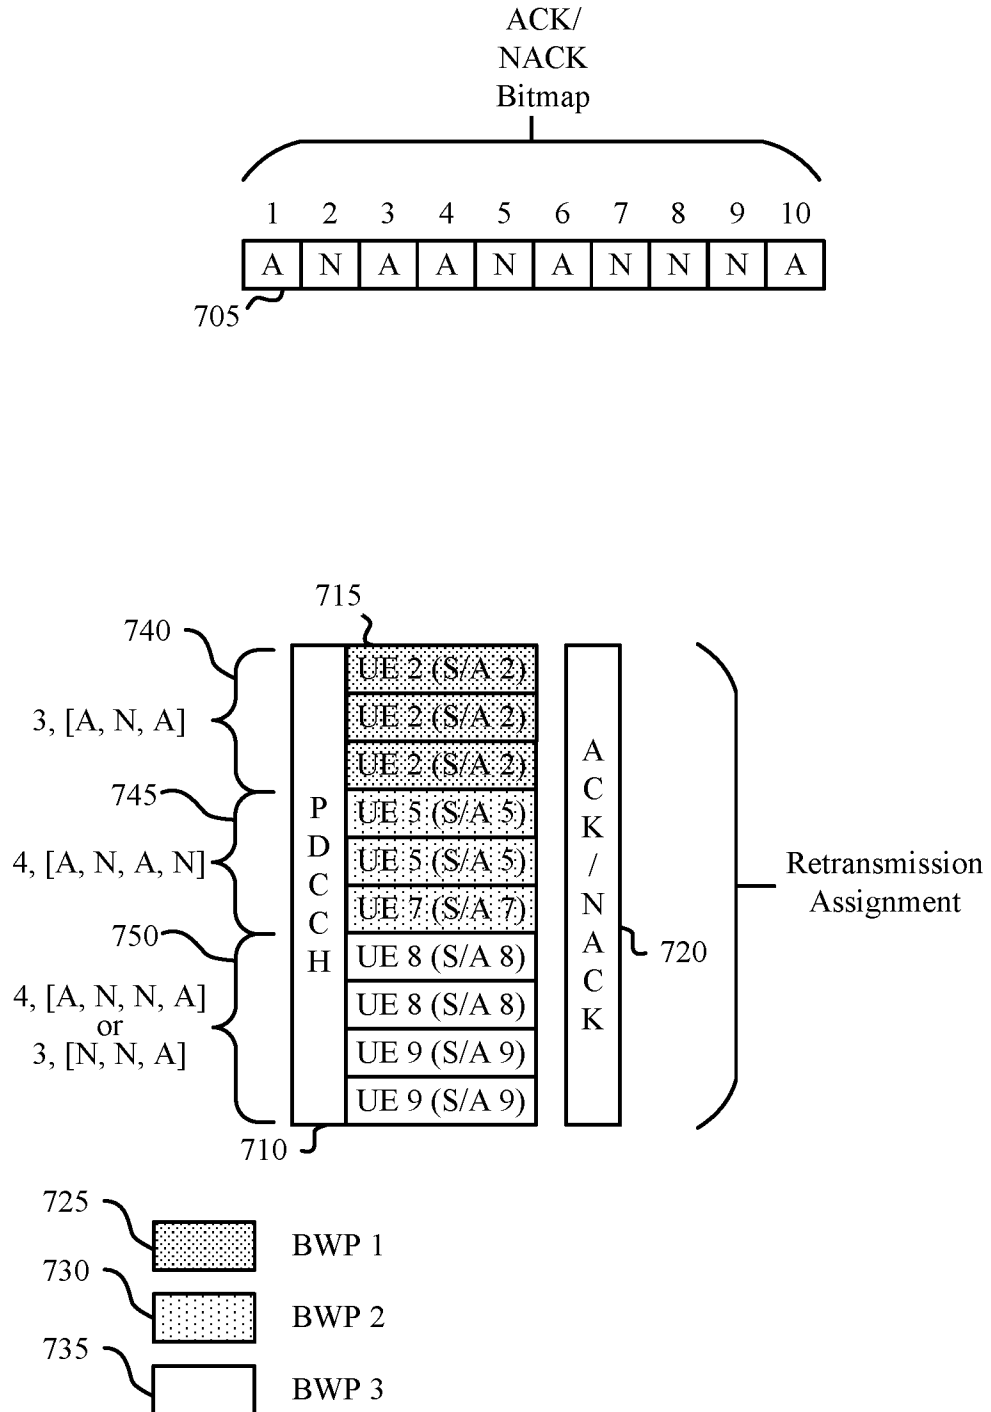 ACK/
NACK
Bitmap
1 2 3 4 5 6 7 8 9 10
A N A A N A N N N A
705
715
740
3, [A, N, A]
745
4, [A, N, A, N]
750
4, [A, N, N, A]
or
3, [N, N, A]
PDCCH
UE 2 (S/A 2)
UE 2 (S/A 2)
UE 2 (S/A 2)
UE 5 (S/A 5)
UE 5 (S/A 5)
UE 7 (S/A 7)
UE 8 (S/A 8)
UE 8 (S/A 8)
UE 9 (S/A 9)
UE 9 (S/A 9)
ACK/NACK
720
Retransmission
Assignment
710
725
BWP 1
730
BWP 2
735
BWP 3